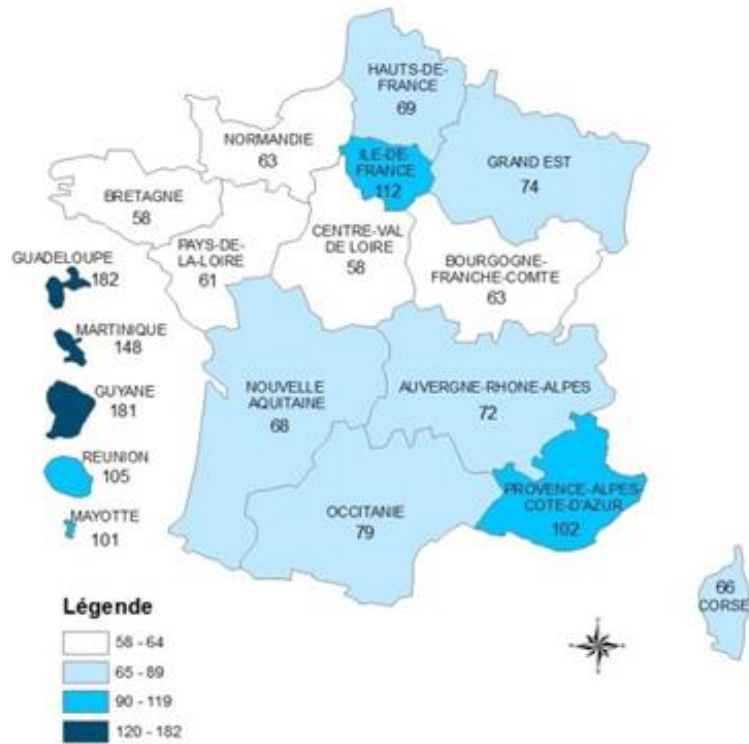 HAUTS-DE-
FRANCE
69
NORMANDIE
63
ILE-DE-
FRANCE
112
GRAND EST
74
BRETAGNE
58
PAYS-DE-
LA-LOIRE
61
CENTRE-VAL
DE LOIRE
58
BOURGOGNE-
FRANCHE-COMTE
63
GUADELOUPE
182
MARTINIQUE
148
GUYANE
181
REUNION
105
MAYOTTE
101
NOUVELLE
AQUITAINE
68
AUVERGNE-RHONE-ALPES
72
OCCITANIE
79
PROVENCE-ALPES
COTE-D'AZUR
102
66
CORSE
Légende
58 - 64
65 - 89
90 - 119
120 - 182